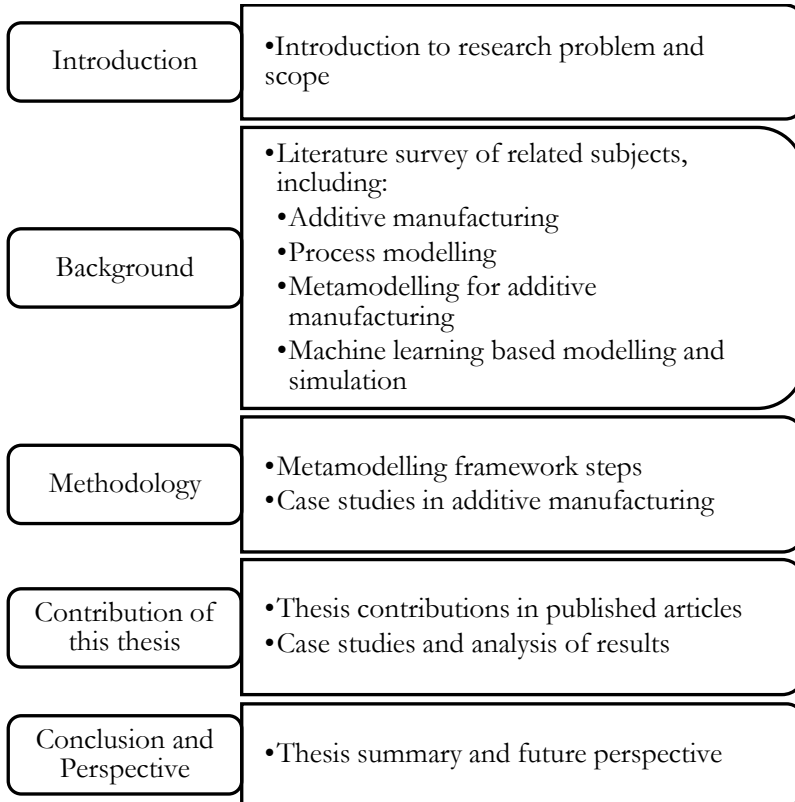 Introduction
•Introduction to research problem and
scope
Background
•Literature survey of related subjects,
including:
•Additive manufacturing
•Process modelling
•Metamodelling for additive
manufacturing
•Machine learning based modelling and
simulation
Methodology
•Metamodelling framework steps
•Case studies in additive manufacturing
Contribution of
this thesis
•Thesis contributions in published articles
•Case studies and analysis of results
Conclusion and
Perspective
•Thesis summary and future perspective